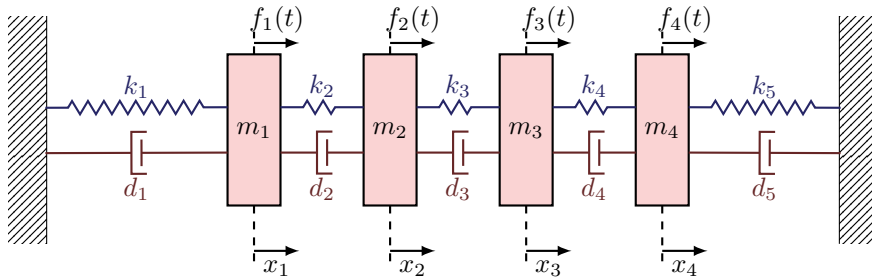 f₁(t) f₂(t) f₃(t) f₄(t)
k₁ k₂ k₃ k₄ k₅
m₁ m₂ m₃ m₄
d₁ d₂ d₃ d₄ d₅
x₁ x₂ x₃ x₄